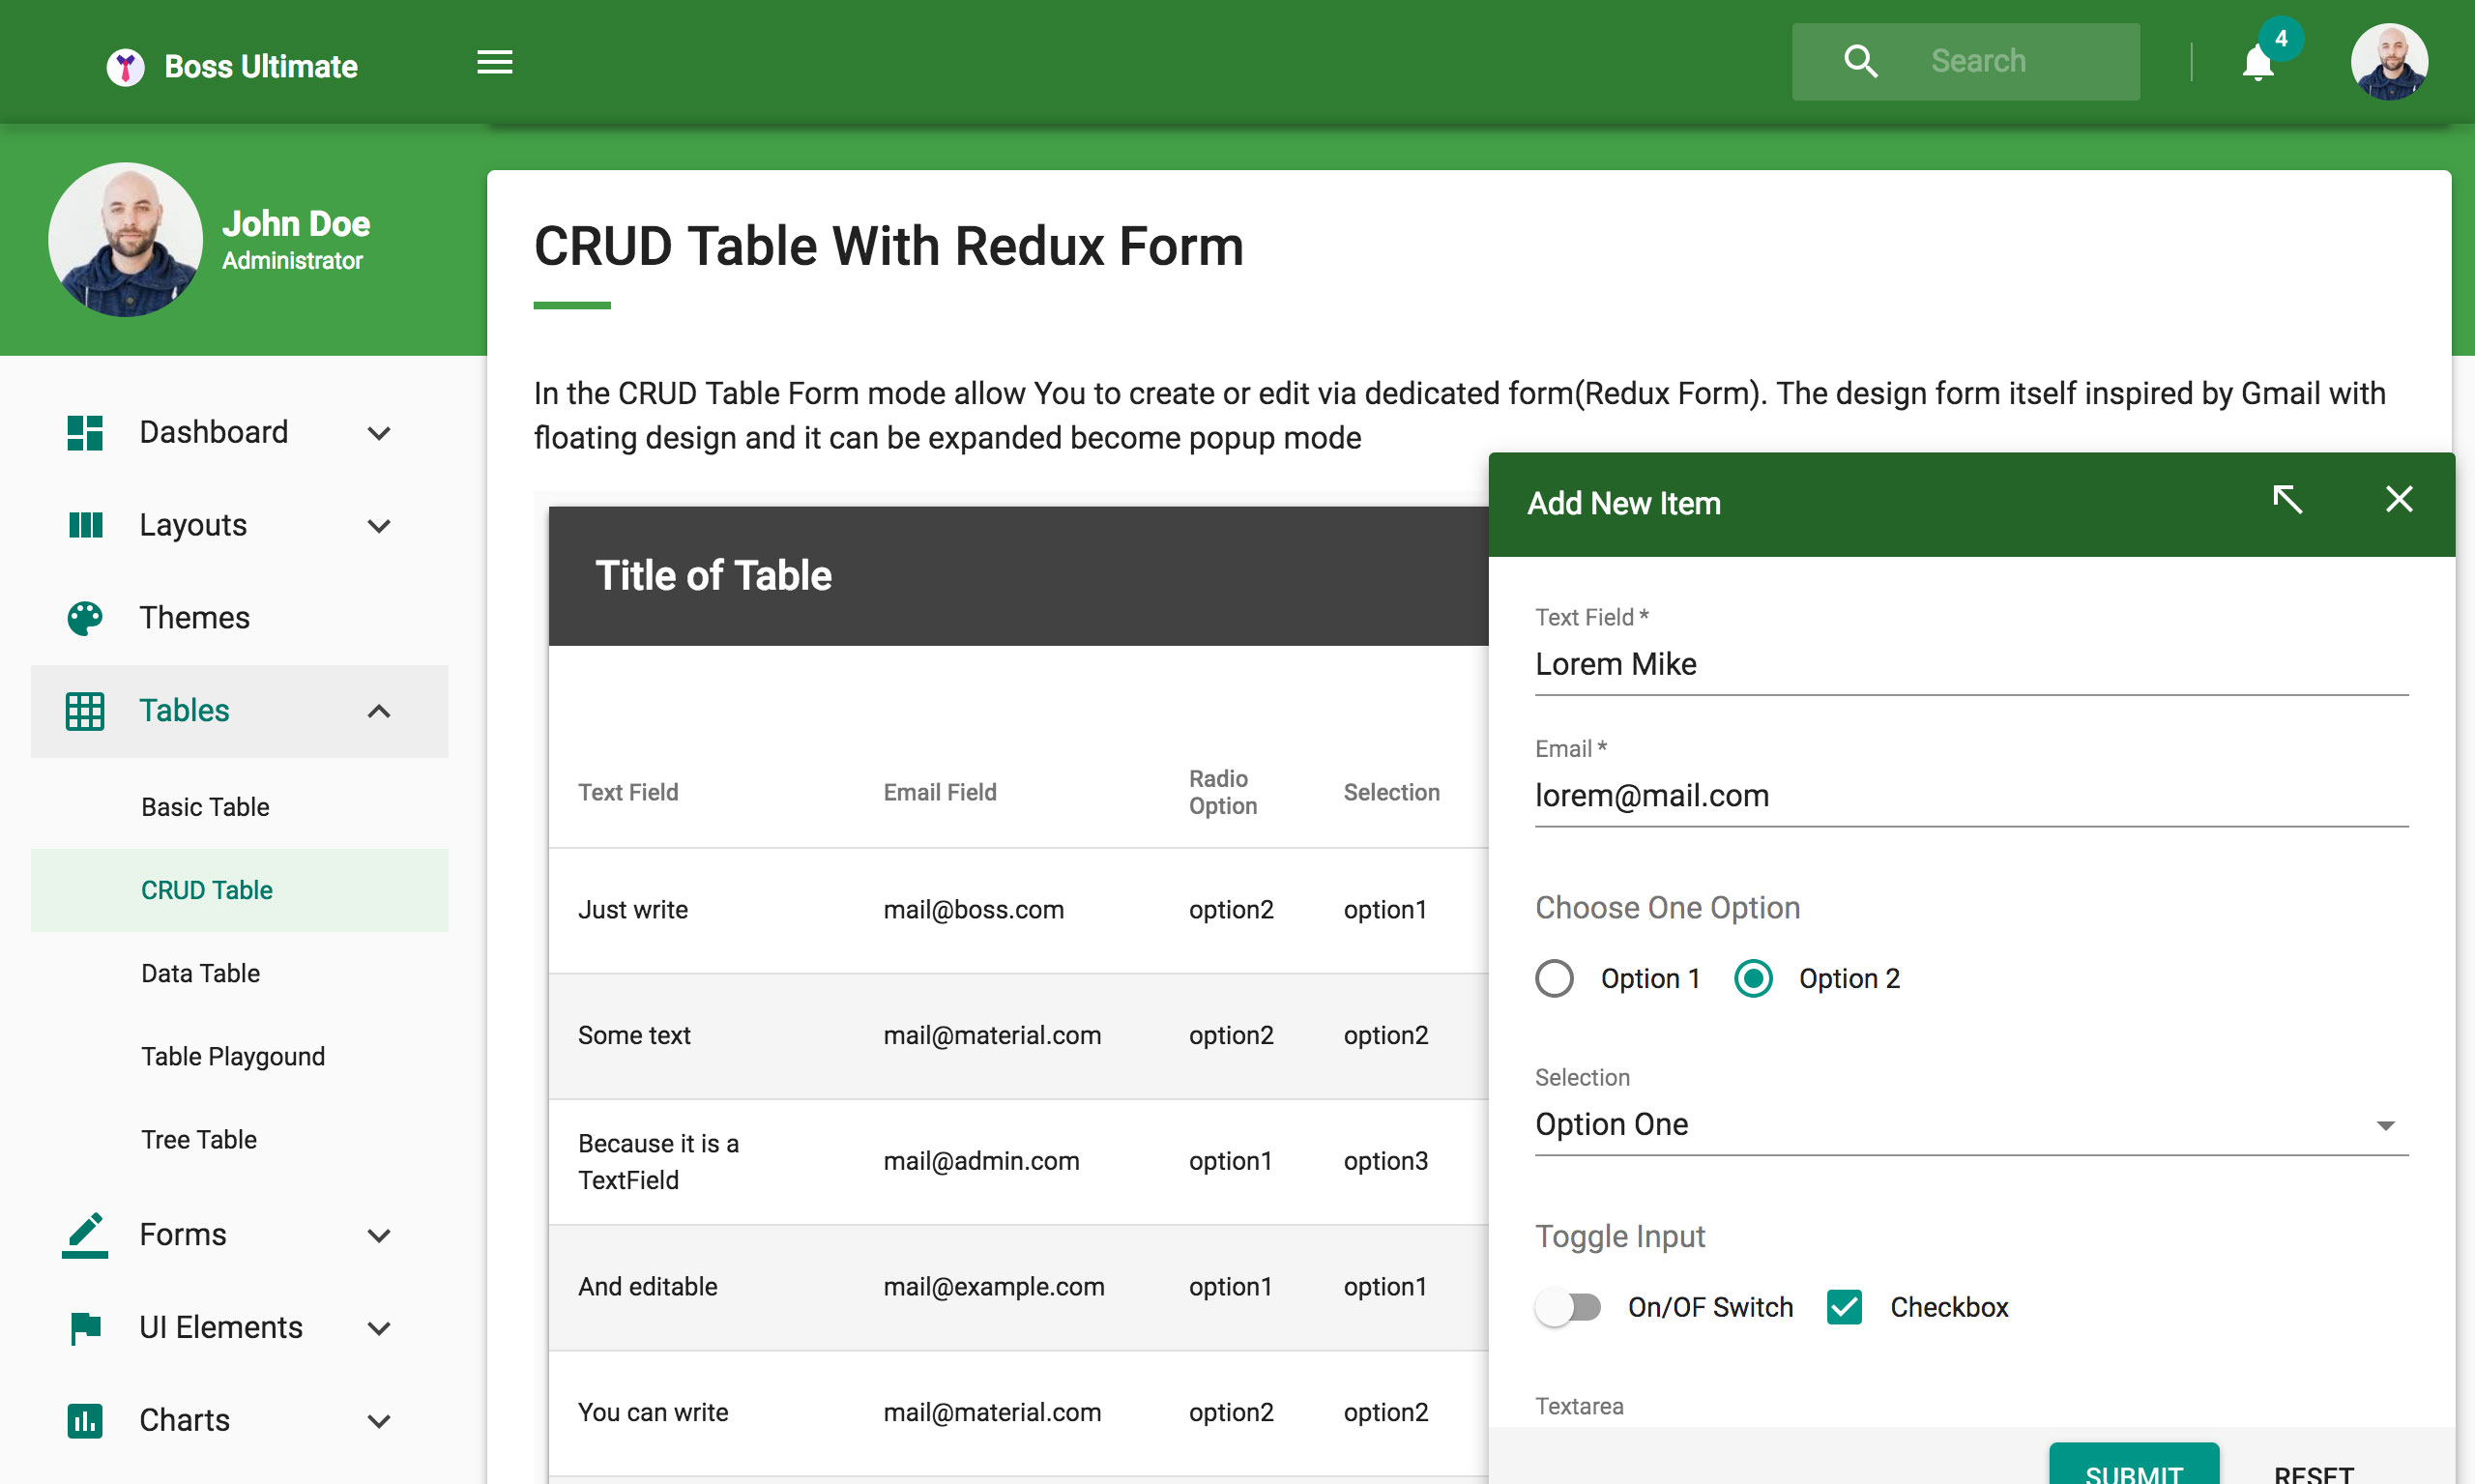 Boss Ultimate
Search
4
John Doe
Administrator
Dashboard
Layouts
Themes
Tables
Basic Table
CRUD Table
Data Table
Table Playgound
Tree Table
Forms
UI Elements
Charts
CRUD Table With Redux Form
In the CRUD Table Form mode allow You to create or edit via dedicated form(Redux Form). The design form itself inspired by Gmail with
floating design and it can be expanded become popup mode
Title of Table
Text Field Email Field Radio Option Selection
Just write mail@boss.com option2 option1
Some text mail@material.com option2 option2
Because it is a
TextField mail@admin.com option1 option3
And editable mail@example.com option1 option1
You can write mail@material.com option2 option2
Add New Item
Text Field *
Lorem Mike
Email *
lorem@mail.com
Choose One Option
Option 1 Option 2
Selection
Option One
Toggle Input
On/OF Switch Checkbox
Textarea
SUBMIT RESET